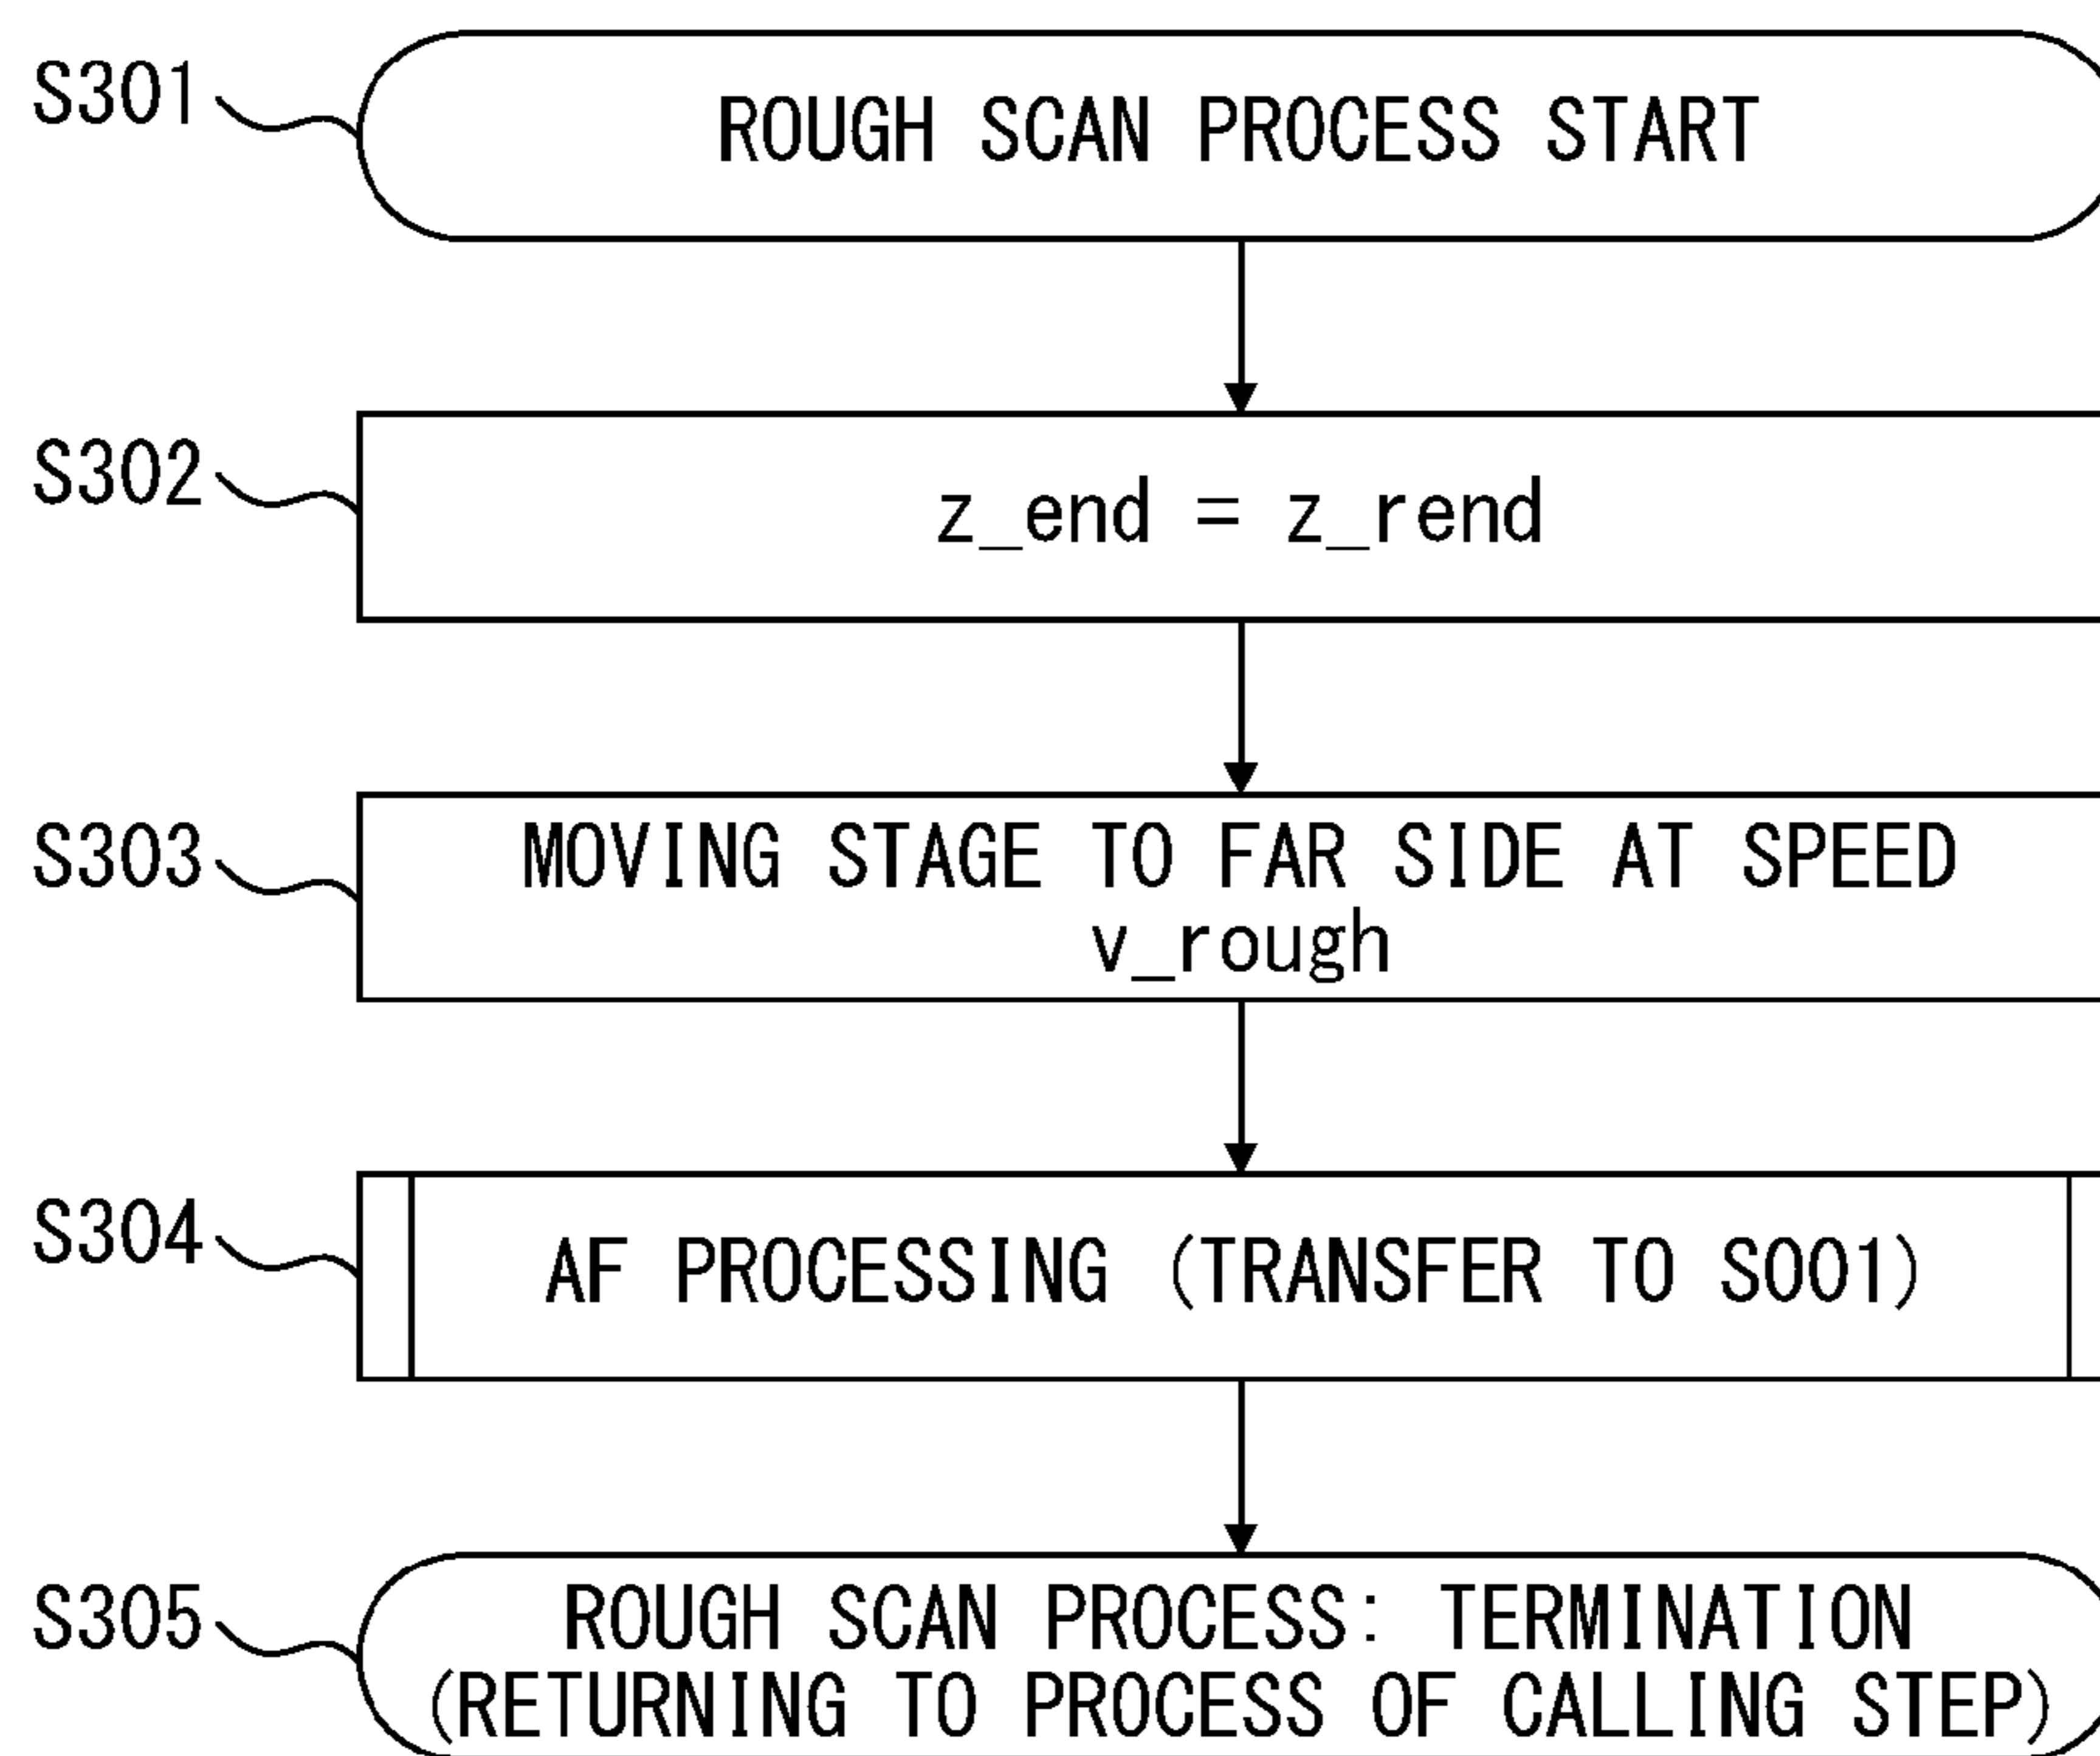 S301
ROUGH SCAN PROCESS START
S302
z_end = z_rend
S303
MOVING STAGE TO FAR SIDE AT SPEED
v_rough
S304
AF PROCESSING (TRANSFER TO S001)
S305
ROUGH SCAN PROCESS: TERMINATION
(RETURNING TO PROCESS OF CALLING STEP)